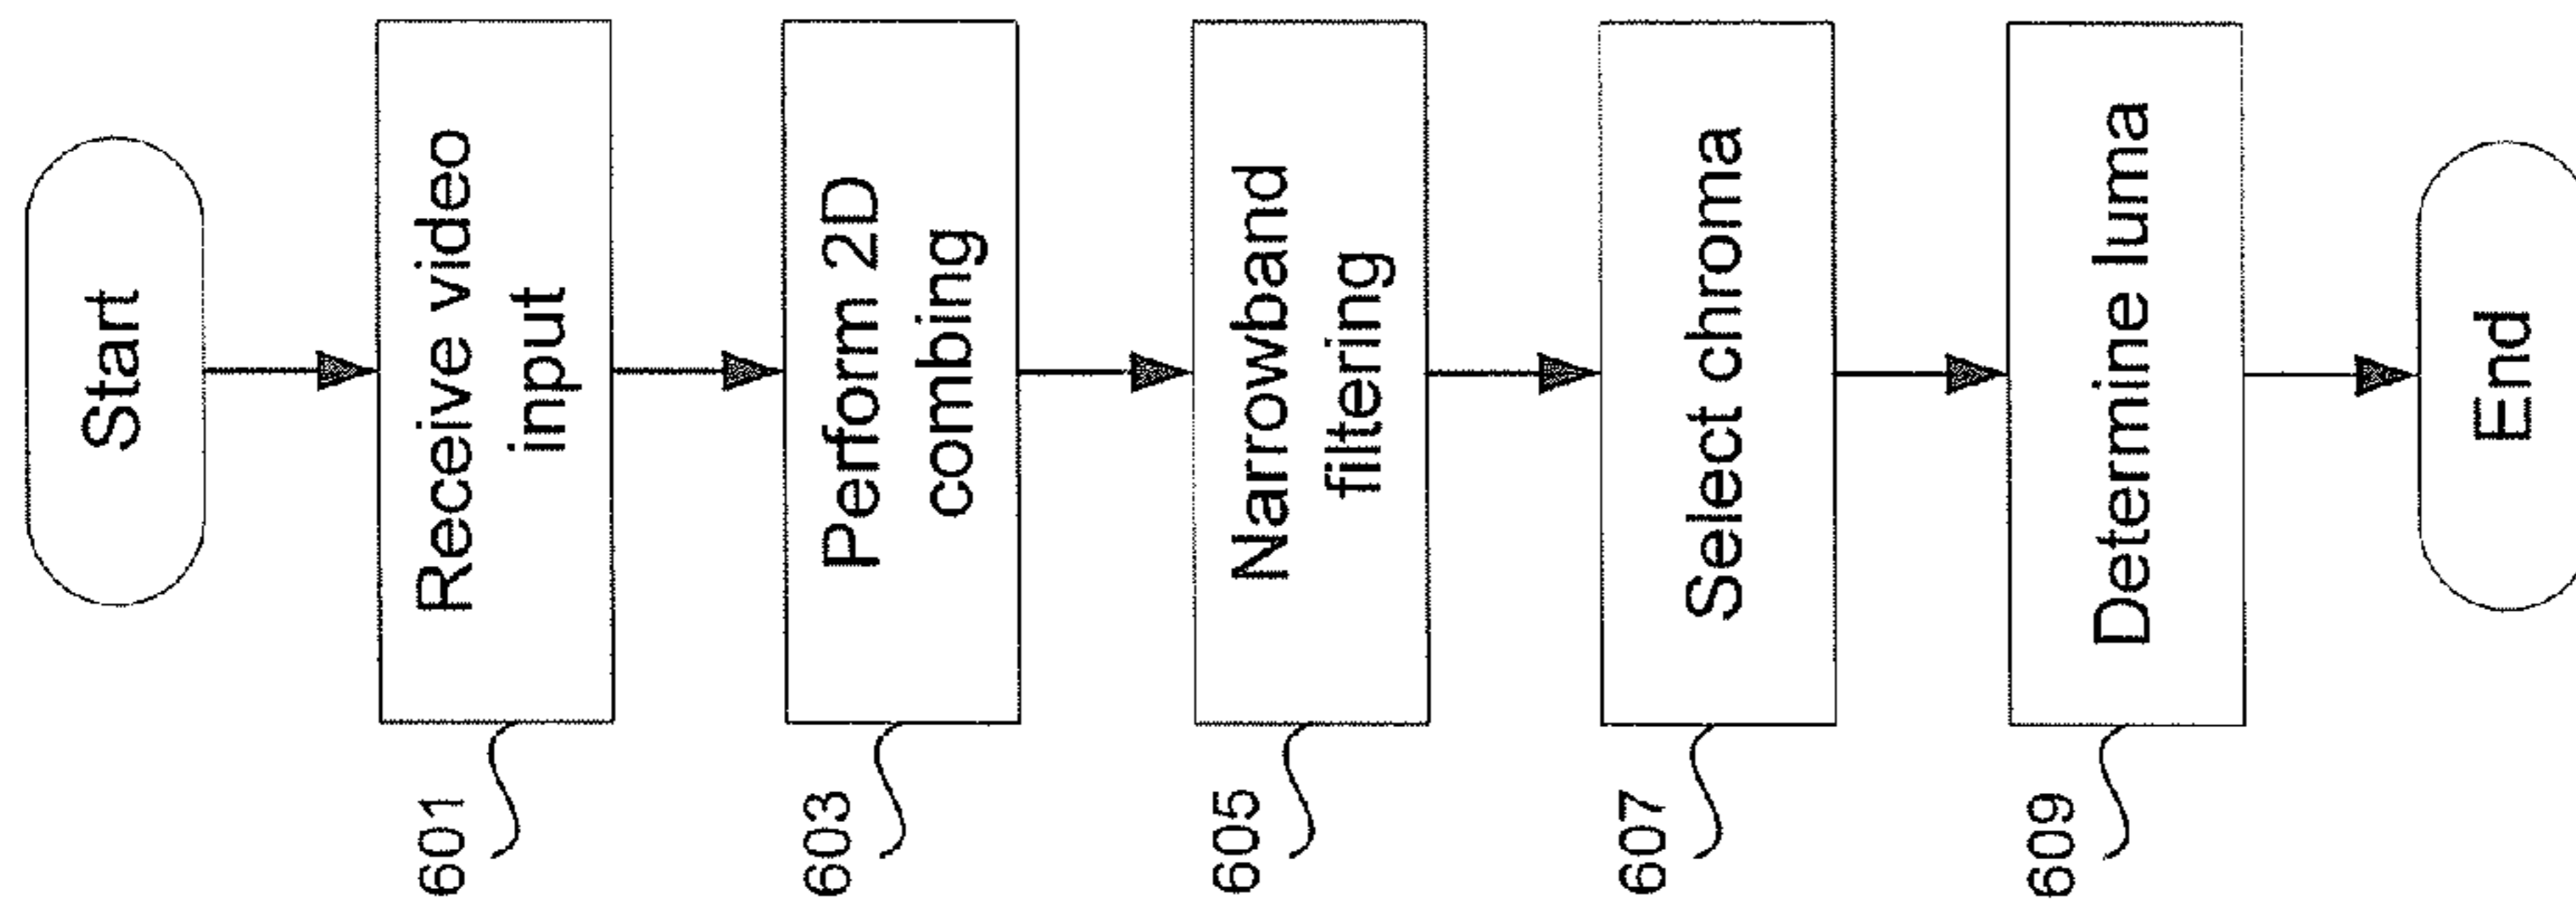 Start
Receive video
input
601
Perform 2D
combing
603
Narrowband
filtering
605
Select chroma
607
Determine luma
609
End